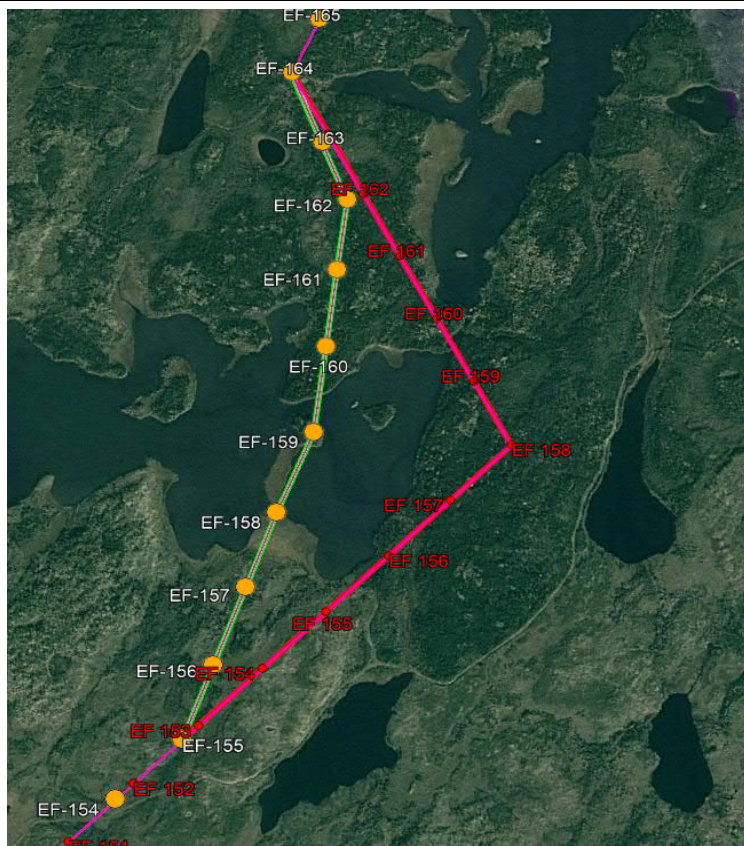 EF-165
EF-164
EF-163
EF 162
EF-162
EF 161
EF-161
EF 160
EF-160
EF 159
EF-159
EF 158
EF 157
EF-158
EF 156
EF-157
EF 155
EF-156
EF 154
EF 153
EF-155
EF 152
EF-154
EF 151